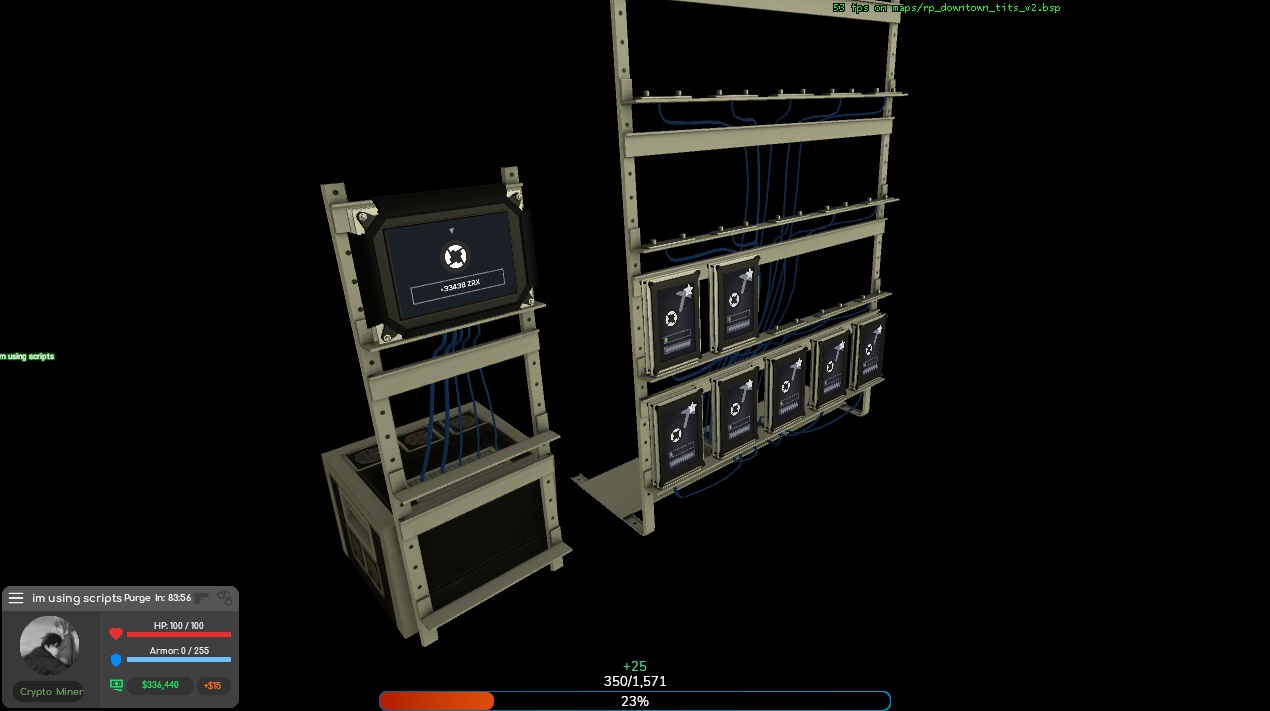 53 fps on maps/rp_downtown_tits_v2.bsp
+33438 ZRX
m using scripts
im using scripts Purge In: 83:56
HP: 100 / 100
Armor: 0 / 255
$336,440 +$15
Crypto Miner
+25
350/1,571
23%